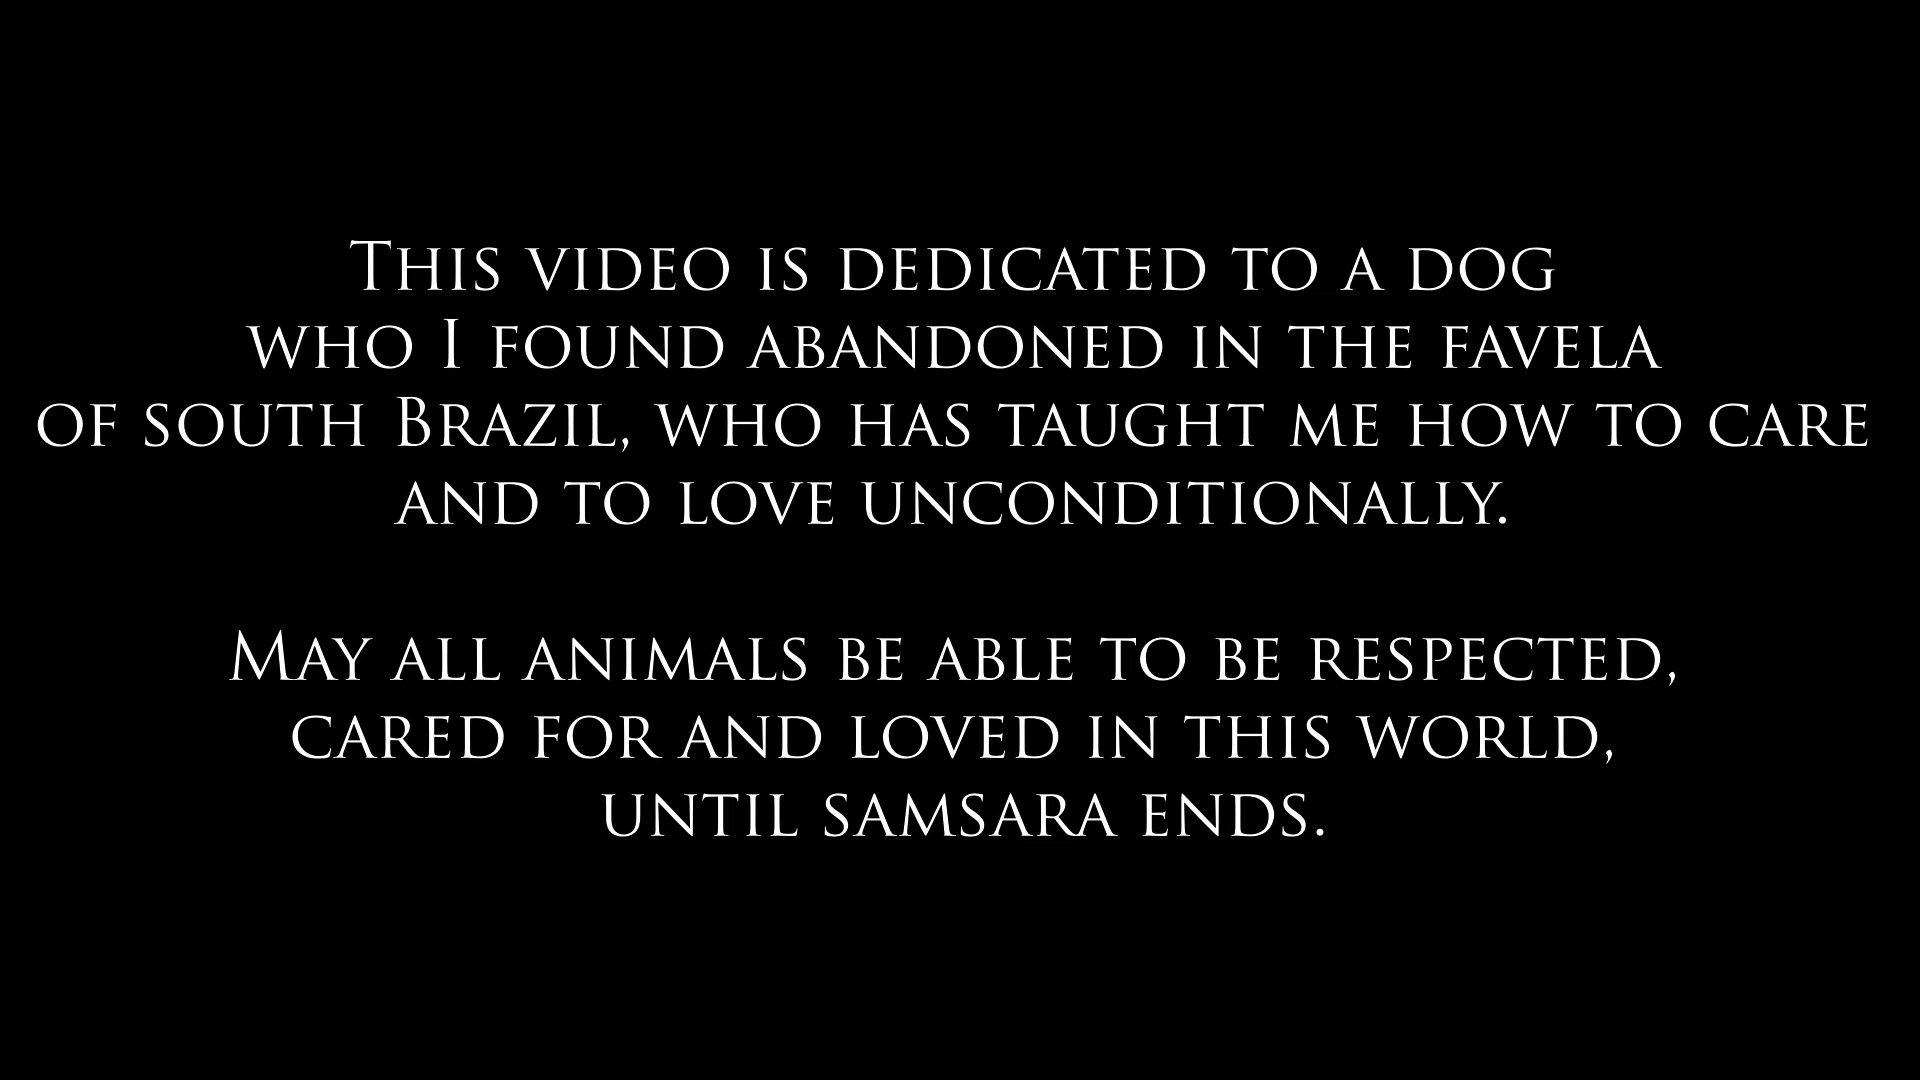 This video is dedicated to a dog
who I found abandoned in the favela
of south Brazil, who has taught me how to care
and to love unconditionally.
May all animals be able to be respected,
cared for and loved in this world,
until samsara ends.